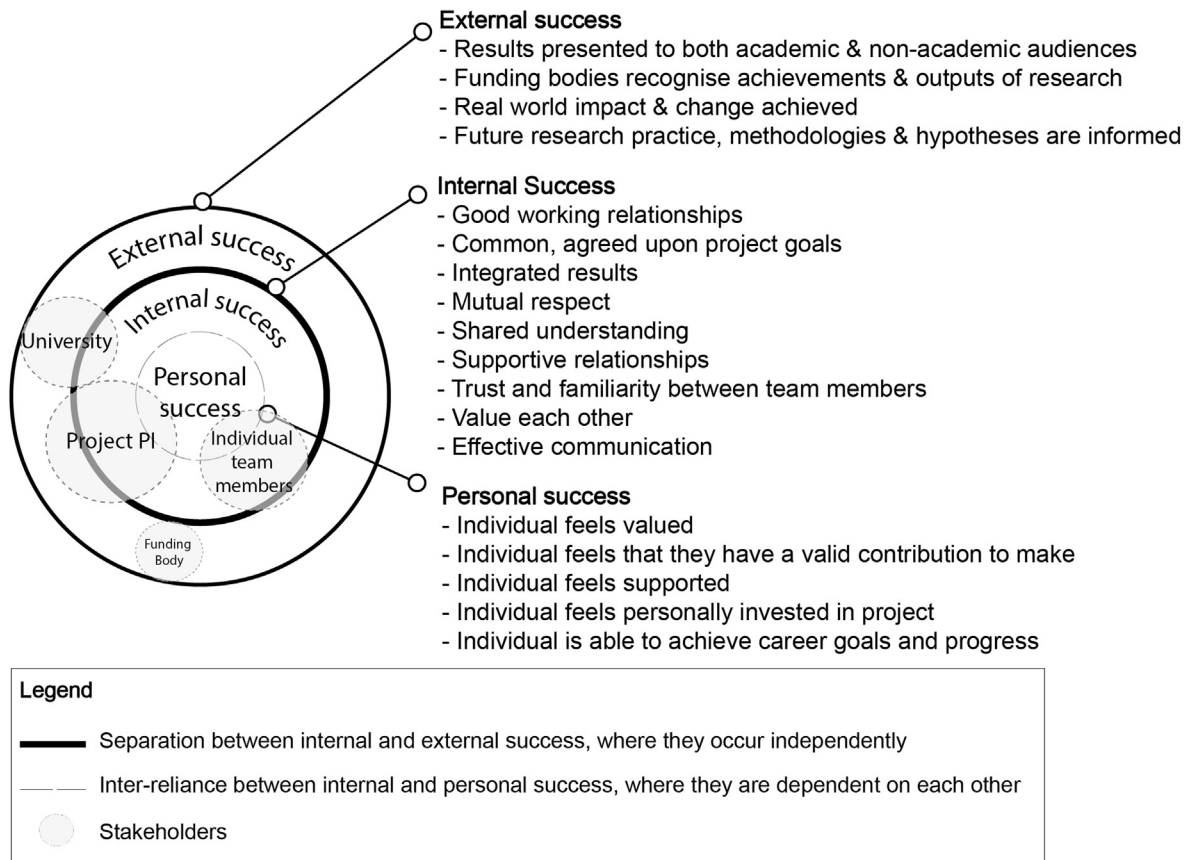 External success
- Results presented to both academic & non-academic audiences
- Funding bodies recognise achievements & outputs of research
- Real world impact & change achieved
- Future research practice, methodologies & hypotheses are informed
Internal Success
- Good working relationships
- Common, agreed upon project goals
- Integrated results
- Mutual respect
- Shared understanding
- Supportive relationships
- Trust and familiarity between team members
- Value each other
- Effective communication
Personal success
- Individual feels valued
- Individual feels that they have a valid contribution to make
- Individual feels supported
- Individual feels personally invested in project
- Individual is able to achieve career goals and progress
External success
Internal success
Personal
success
University
Project PI
Individual
team
members
Funding
Body
Legend
Separation between internal and external success, where they occur independently
Inter-reliance between internal and personal success, where they are dependent on each other
Stakeholders